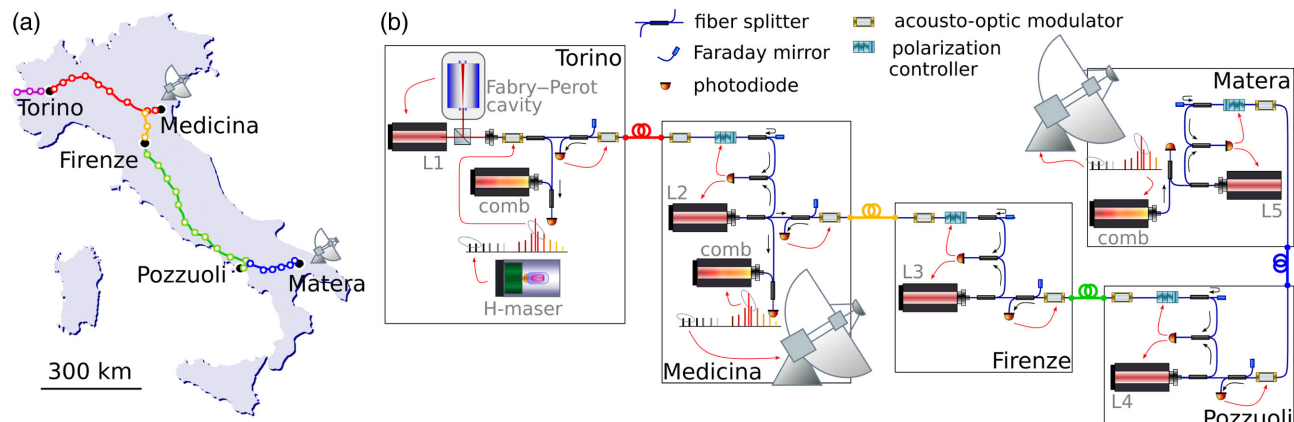 (a)
Torino
Medicina
Firenze
Pozzuoli
Matera
300 km
(b)
fiber splitter
Faraday mirror
photodiode
acousto-optic modulator
polarization
controller
Torino
Fabry–Perot
cavity
L1
comb
H-maser
L2
comb
Medicina
L3
Firenze
Matera
L5
comb
L4
Pozzuoli